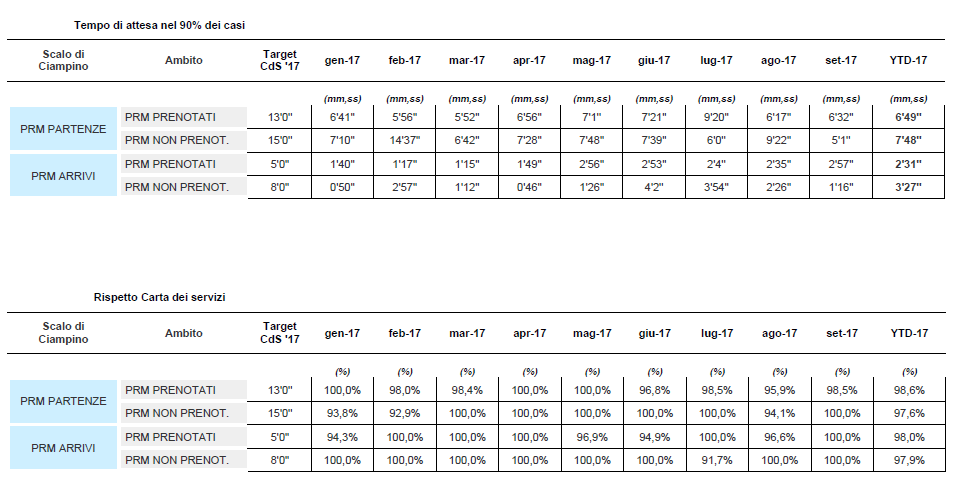 Tempo di attesa nel 90% dei casi
Scalo di Ciampino Ambito Target CdS '17 gen-17 feb-17 mar-17 apr-17 mag-17 giu-17 lug-17 ago-17 set-17 YTD-17
(mm,ss) (mm,ss) (mm,ss) (mm,ss) (mm,ss) (mm,ss) (mm,ss) (mm,ss) (mm,ss) (mm,ss)
PRM PARTENZE
PRM PRENOTATI 13'0" 6'41" 5'56" 5'52" 6'56" 7'1" 7'21" 9'20" 6'17" 6'32" 6'49"
PRM NON PRENOT. 15'0" 7'10" 14'37" 6'42" 7'28" 7'48" 7'39" 6'0" 9'22" 5'1" 7'48"
PRM ARRIVI
PRM PRENOTATI 5'0" 1'40" 1'17" 1'15" 1'49" 2'56" 2'53" 2'4" 2'35" 2'57" 2'31"
PRM NON PRENOT. 8'0" 0'50" 2'57" 1'12" 0'46" 1'26" 4'2" 3'54" 2'26" 1'16" 3'27"
Rispetto Carta dei servizi
Scalo di Ciampino Ambito Target CdS '17 gen-17 feb-17 mar-17 apr-17 mag-17 giu-17 lug-17 ago-17 set-17 YTD-17
(%) (%) (%) (%) (%) (%) (%) (%) (%) (%)
PRM PARTENZE
PRM PRENOTATI 13'0" 100,0% 98,0% 98,4% 100,0% 100,0% 96,8% 98,5% 95,9% 98,5% 98,6%
PRM NON PRENOT. 15'0" 93,8% 92,9% 100,0% 100,0% 100,0% 100,0% 100,0% 94,1% 100,0% 97,6%
PRM ARRIVI
PRM PRENOTATI 5'0" 94,3% 100,0% 100,0% 100,0% 96,9% 94,9% 100,0% 96,6% 100,0% 98,0%
PRM NON PRENOT. 8'0" 100,0% 100,0% 100,0% 100,0% 100,0% 100,0% 91,7% 100,0% 100,0% 97,9%